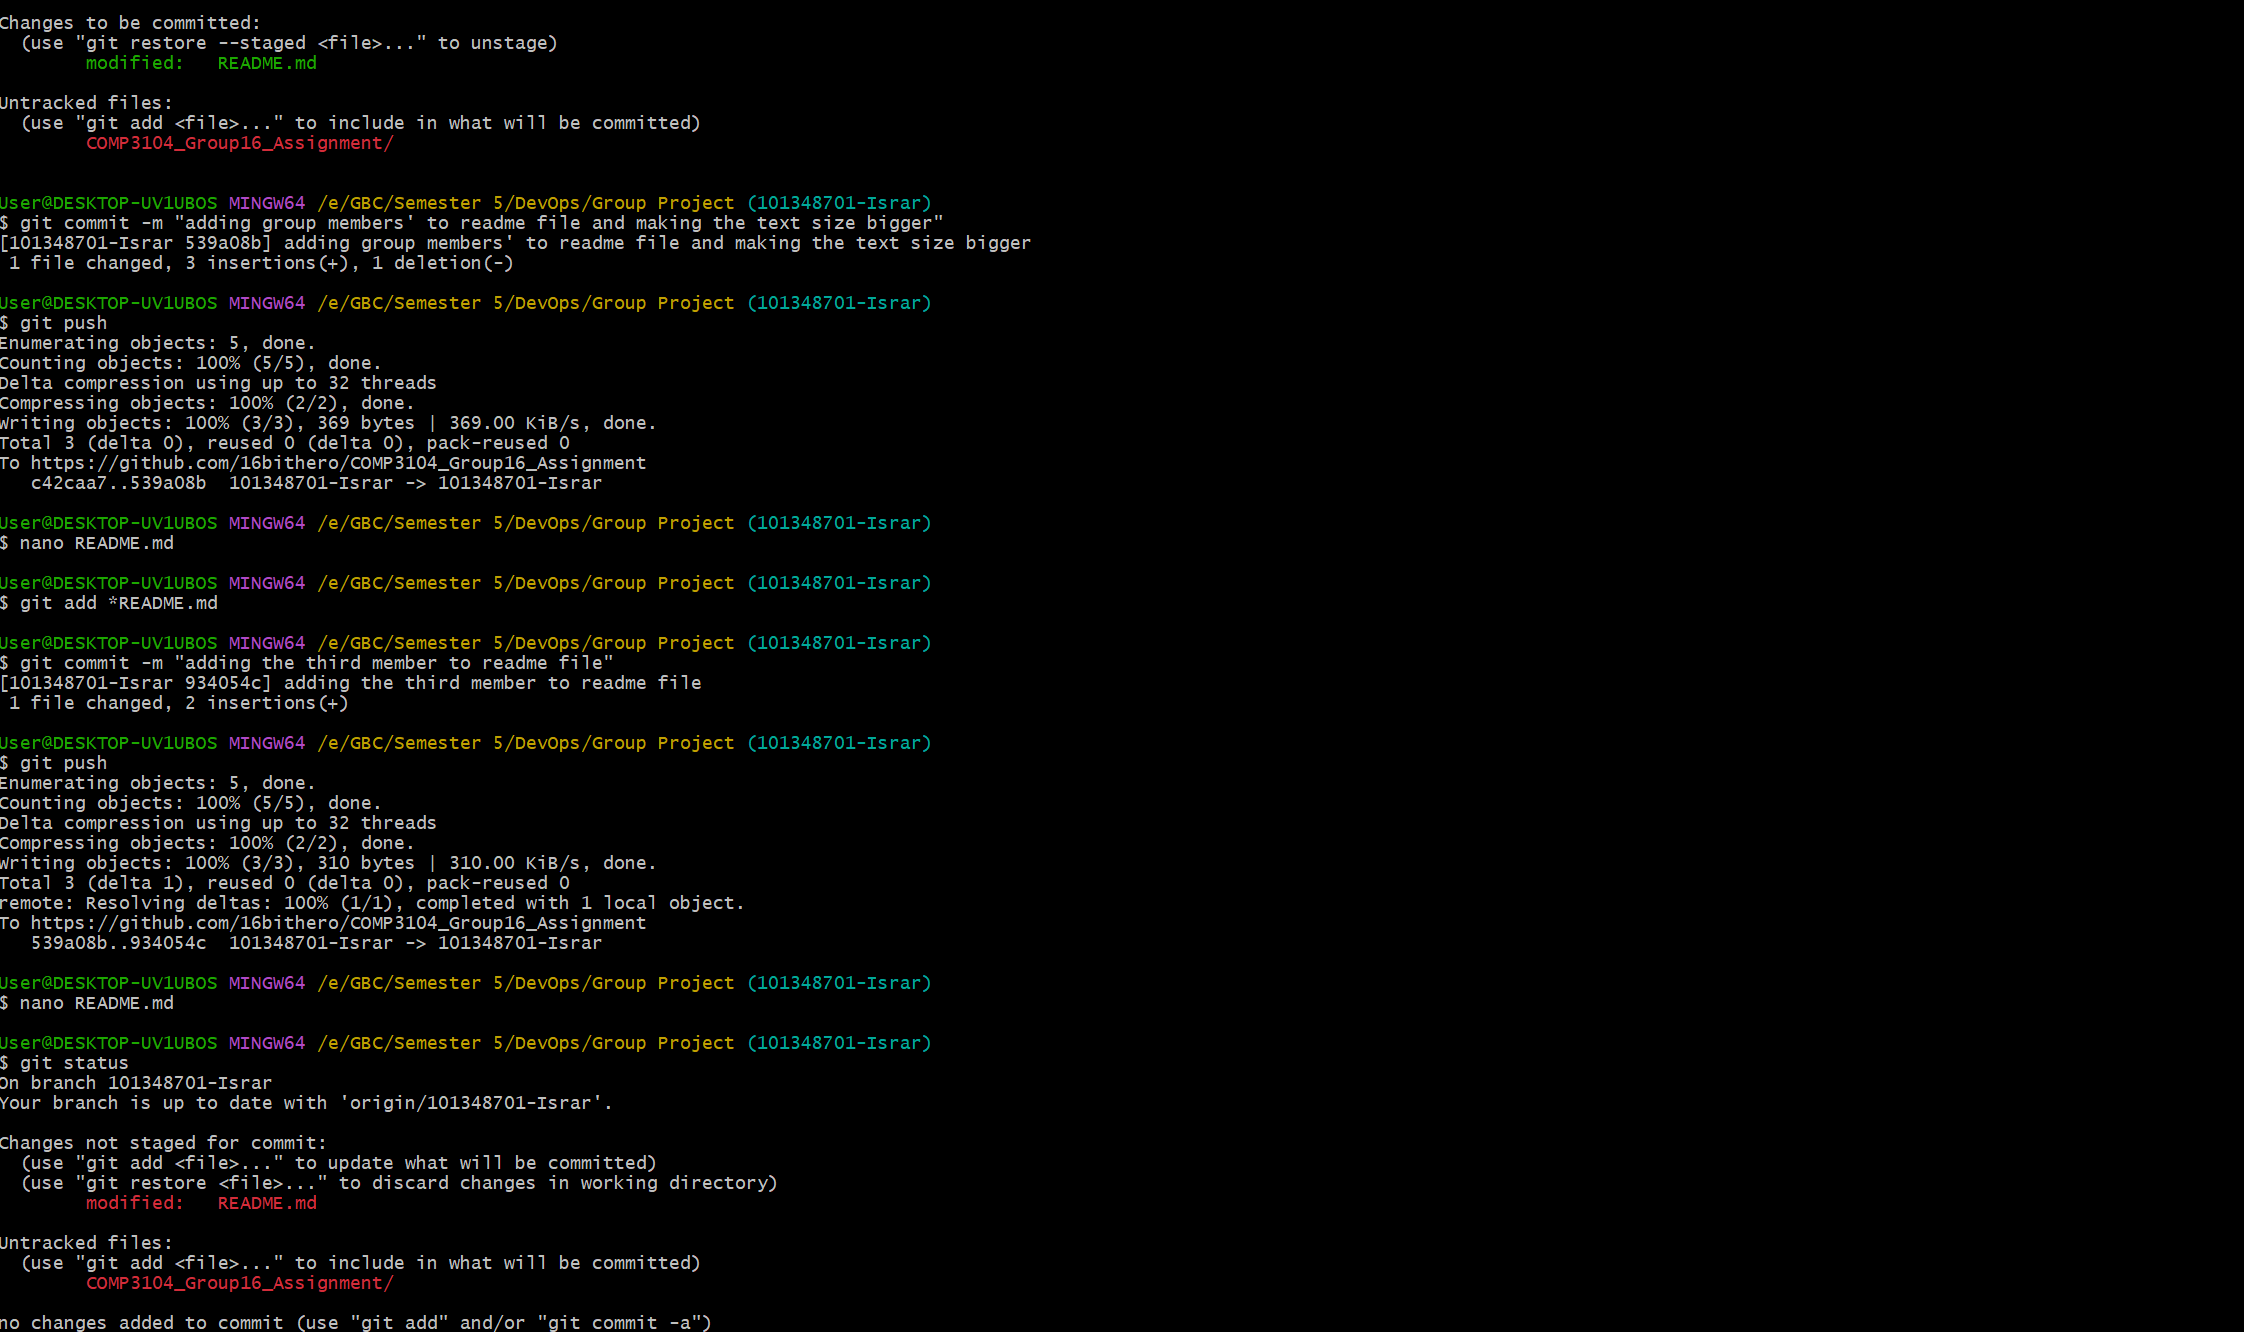 Changes to be committed:
  (use "git restore --staged <file>..." to unstage)
        modified:   README.md

Untracked files:
  (use "git add <file>..." to include in what will be committed)
        COMP3104_Group16_Assignment/


User@DESKTOP-UV1UBOS MINGW64 /e/GBC/Semester 5/DevOps/Group Project (101348701-Israr)
$ git commit -m "adding group members' to readme file and making the text size bigger"
[101348701-Israr 539a08b] adding group members' to readme file and making the text size bigger
 1 file changed, 3 insertions(+), 1 deletion(-)

User@DESKTOP-UV1UBOS MINGW64 /e/GBC/Semester 5/DevOps/Group Project (101348701-Israr)
$ git push
Enumerating objects: 5, done.
Counting objects: 100% (5/5), done.
Delta compression using up to 32 threads
Compressing objects: 100% (2/2), done.
Writing objects: 100% (3/3), 369 bytes | 369.00 KiB/s, done.
Total 3 (delta 0), reused 0 (delta 0), pack-reused 0
To https://github.com/16bithero/COMP3104_Group16_Assignment
   c42caa7..539a08b  101348701-Israr -> 101348701-Israr

User@DESKTOP-UV1UBOS MINGW64 /e/GBC/Semester 5/DevOps/Group Project (101348701-Israr)
$ nano README.md

User@DESKTOP-UV1UBOS MINGW64 /e/GBC/Semester 5/DevOps/Group Project (101348701-Israr)
$ git add *README.md

User@DESKTOP-UV1UBOS MINGW64 /e/GBC/Semester 5/DevOps/Group Project (101348701-Israr)
$ git commit -m "adding the third member to readme file"
[101348701-Israr 934054c] adding the third member to readme file
 1 file changed, 2 insertions(+)

User@DESKTOP-UV1UBOS MINGW64 /e/GBC/Semester 5/DevOps/Group Project (101348701-Israr)
$ git push
Enumerating objects: 5, done.
Counting objects: 100% (5/5), done.
Delta compression using up to 32 threads
Compressing objects: 100% (2/2), done.
Writing objects: 100% (3/3), 310 bytes | 310.00 KiB/s, done.
Total 3 (delta 1), reused 0 (delta 0), pack-reused 0
remote: Resolving deltas: 100% (1/1), completed with 1 local object.
To https://github.com/16bithero/COMP3104_Group16_Assignment
   539a08b..934054c  101348701-Israr -> 101348701-Israr

User@DESKTOP-UV1UBOS MINGW64 /e/GBC/Semester 5/DevOps/Group Project (101348701-Israr)
$ nano README.md

User@DESKTOP-UV1UBOS MINGW64 /e/GBC/Semester 5/DevOps/Group Project (101348701-Israr)
$ git status
On branch 101348701-Israr
Your branch is up to date with 'origin/101348701-Israr'.

Changes not staged for commit:
  (use "git add <file>..." to update what will be committed)
  (use "git restore <file>..." to discard changes in working directory)
        modified:   README.md

Untracked files:
  (use "git add <file>..." to include in what will be committed)
        COMP3104_Group16_Assignment/

no changes added to commit (use "git add" and/or "git commit -a")